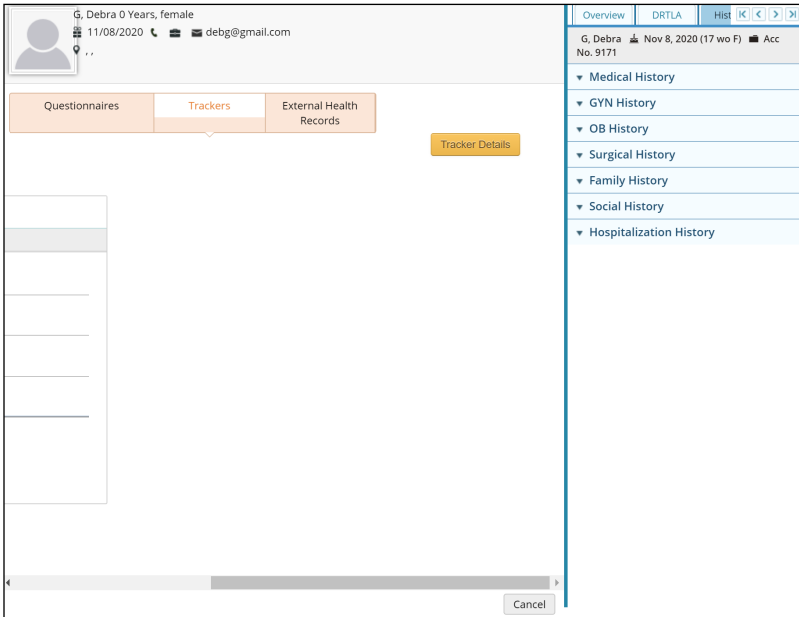 G, Debra 0 Years, female
11/08/2020 debg@gmail.com
, ,
Questionnaires
Trackers
External Health
Records
Tracker Details
Cancel
Overview
DRTLA
Hist
G, Debra Nov 8, 2020 (17 wo F) Acc
No. 9171
Medical History
GYN History
OB History
Surgical History
Family History
Social History
Hospitalization History